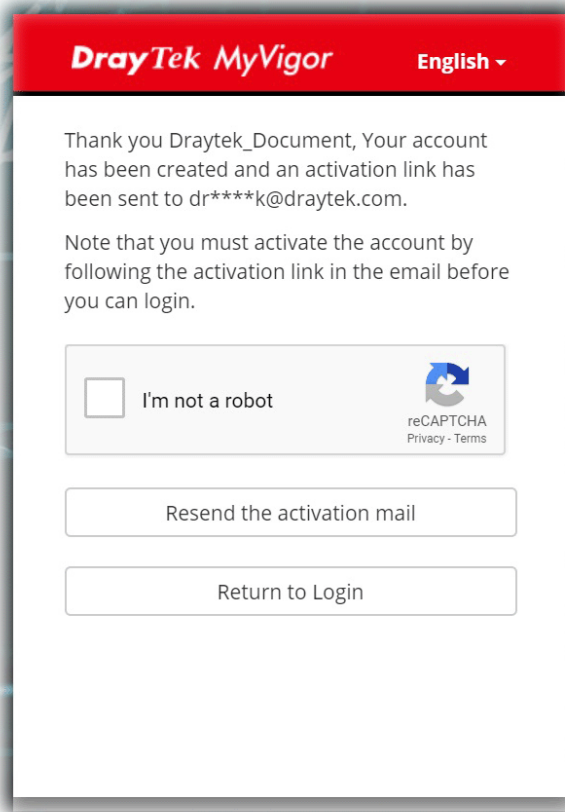 DrayTek MyVigor English
Thank you Draytek_Document, Your account
has been created and an activation link has
been sent to dr****k@draytek.com.
Note that you must activate the account by
following the activation link in the email before
you can login.
I'm not a robot
reCAPTCHA
Privacy - Terms
Resend the activation mail
Return to Login